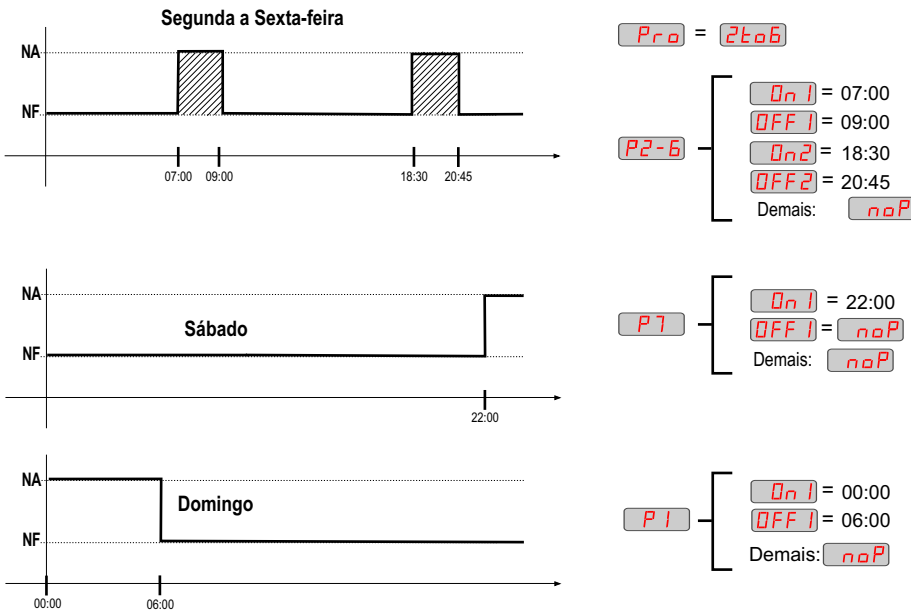 Segunda a Sexta-feira
NA
NF
07:00 09:00 18:30 20:45
Pro = 2to6
P2-6
On1 = 07:00
OFF1 = 09:00
On2 = 18:30
OFF2 = 20:45
Demais: noP
NA
Sábado
NF
22:00
P7
On1 = 22:00
OFF1 = noP
Demais: noP
NA
Domingo
NF
00:00 06:00
P1
On1 = 00:00
OFF1 = 06:00
Demais: noP